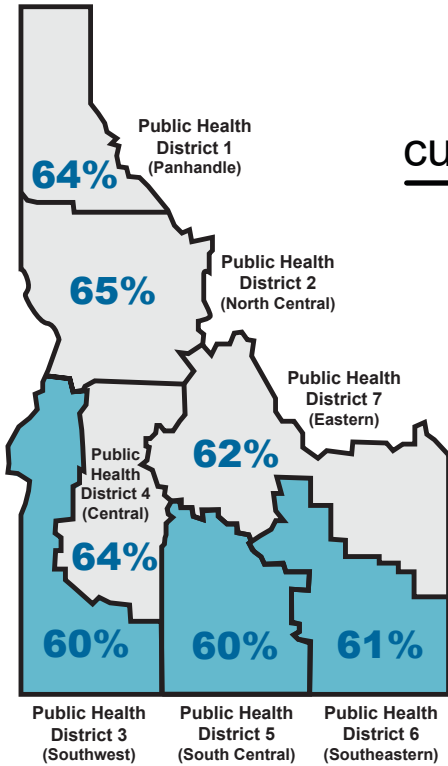 Public Health
District 1
(Panhandle)
64%
cu
65%
Public Health
District 2
(North Central)
Public Health
District 7
(Eastern)
62%
Public
Health
District 4
(Central)
64%
60%
60%
61%
Public Health
District 3
(Southwest)
Public Health
District 5
(South Central)
Public Health
District 6
(Southeastern)